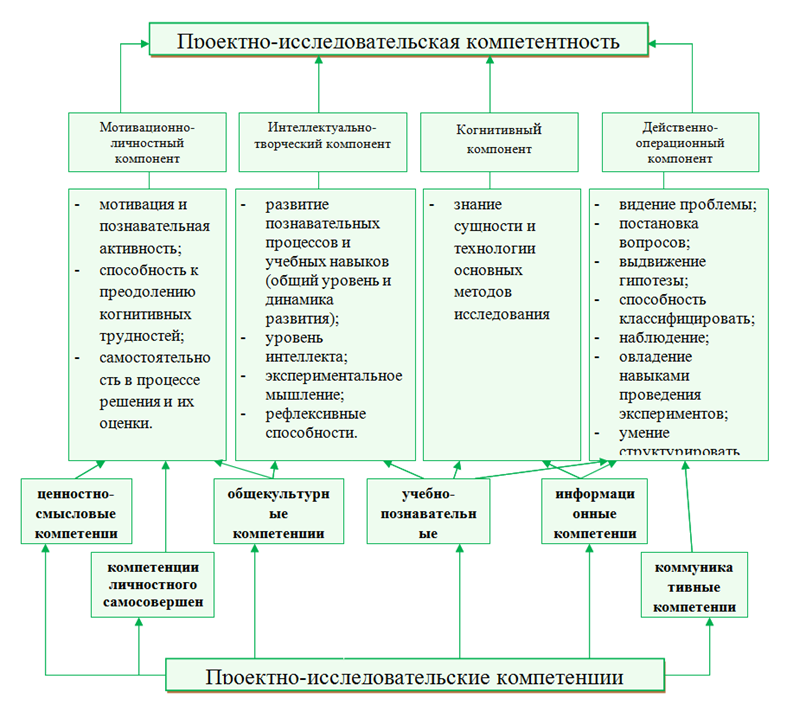 Проектно-исследовательская компетентность
Мотивационно-
личностный
компонент
Интеллектуально-
творческий компонент
Когнитивный
компонент
Действенно-
операционный
компонент
- мотивация и
познавательная
активность;
- способность к
преодолению
когнитивных
трудностей;
- самостоятельно
сть в процессе
решения и их
оценки.
- развитие
познавательных
процессов и
учебных навыков
(общий уровень и
динамика
развития);
- уровень
интеллекта;
- экспериментальное
мышление;
- рефлексивные
способности.
- знание
сущности и
технологии
основных
методов
исследования
- видение проблемы;
- постановка
вопросов;
- выдвижение
гипотезы;
- способность
классифицировать;
- наблюдение;
- овладение
навыками
проведения
экспериментов;
- умение
структурировать
ценностно-
смысловые
компетенци
общекультурн
ые
компетенции
учебно-
познавательн
ые
информаци
онные
компетенци
компетенции
личностного
самосовершен
коммуника
тивные
компетенци
Проектно-исследовательские компетенции